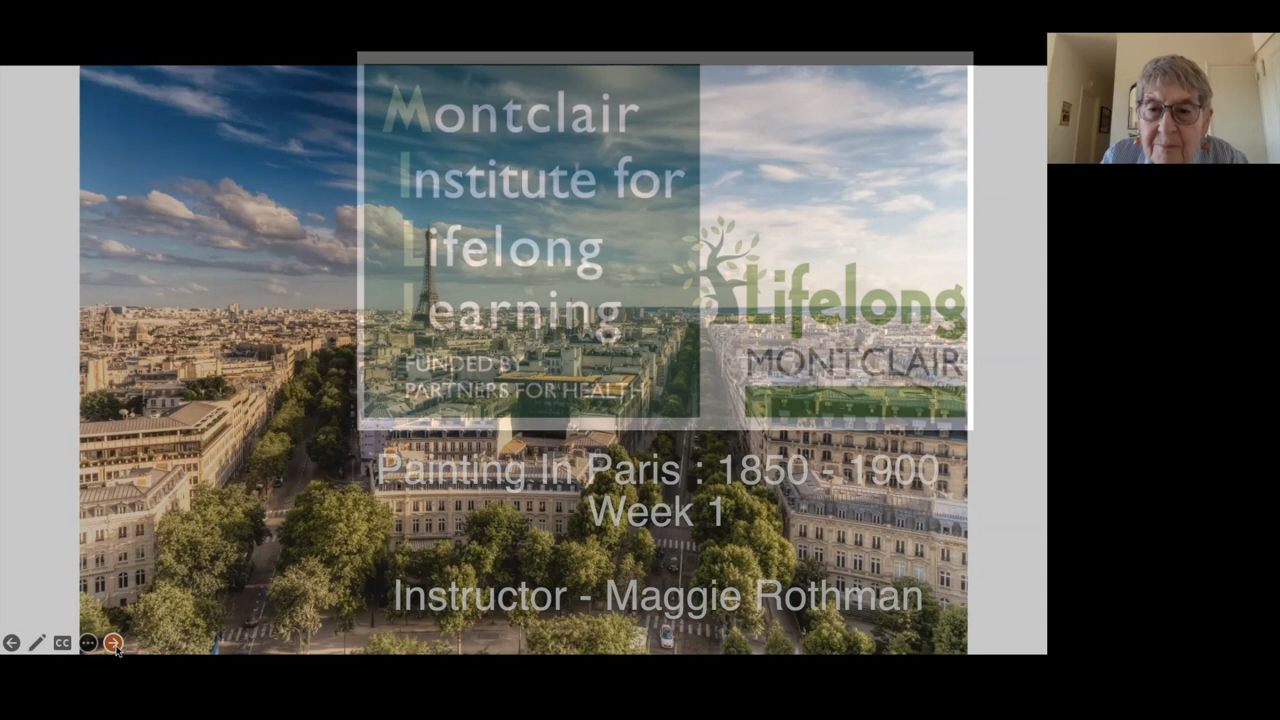 Montclair
Institute for
Lifelong
Learning
FUNDED BY
PARTNERS FOR HEALTH
Lifelong
MONTCLAIR
Painting In Paris : 1850 - 1900
Week 1
Instructor - Maggie Rothman
CC